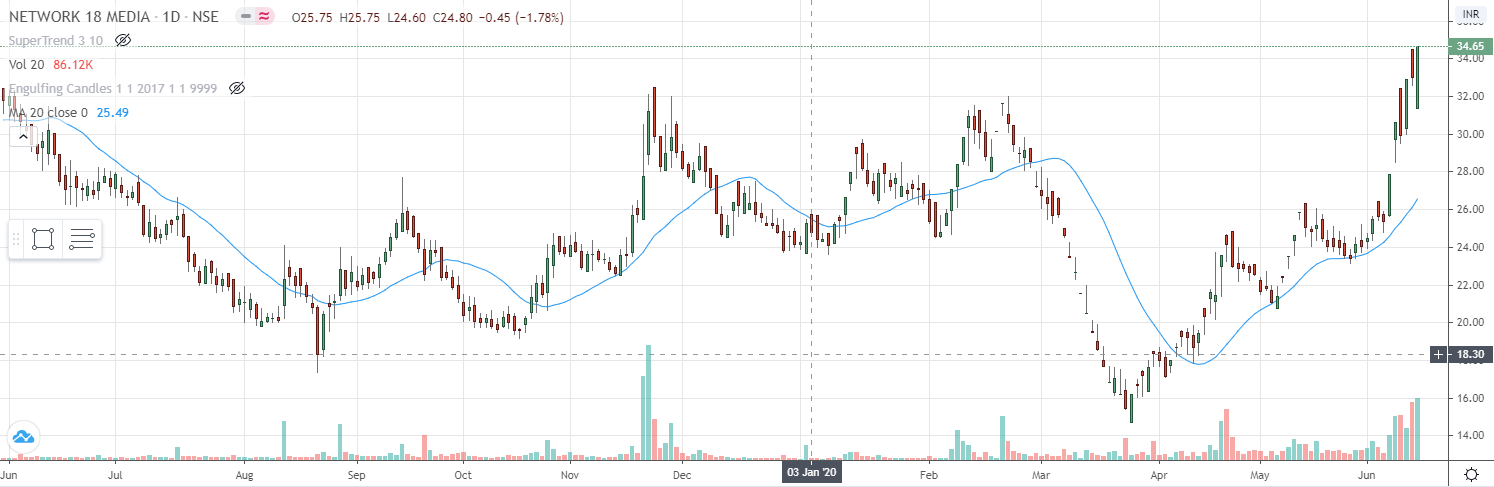 NETWORK 18 MEDIA · 1D · NSE O25.75 H25.75 L24.60 C24.80 −0.45 (−1.78%)
INR
SuperTrend 3 10
34.65
Vol 20 86.12K
34.00
Engulfing Candles 1 1 2017 1 1 9999
32.00
MA 20 close 0 25.49
30.00
28.00
26.00
24.00
22.00
20.00
18.30
16.00
14.00
Jun Jul Aug Sep Oct Nov Dec 03 Jan '20 Feb Mar Apr May Jun